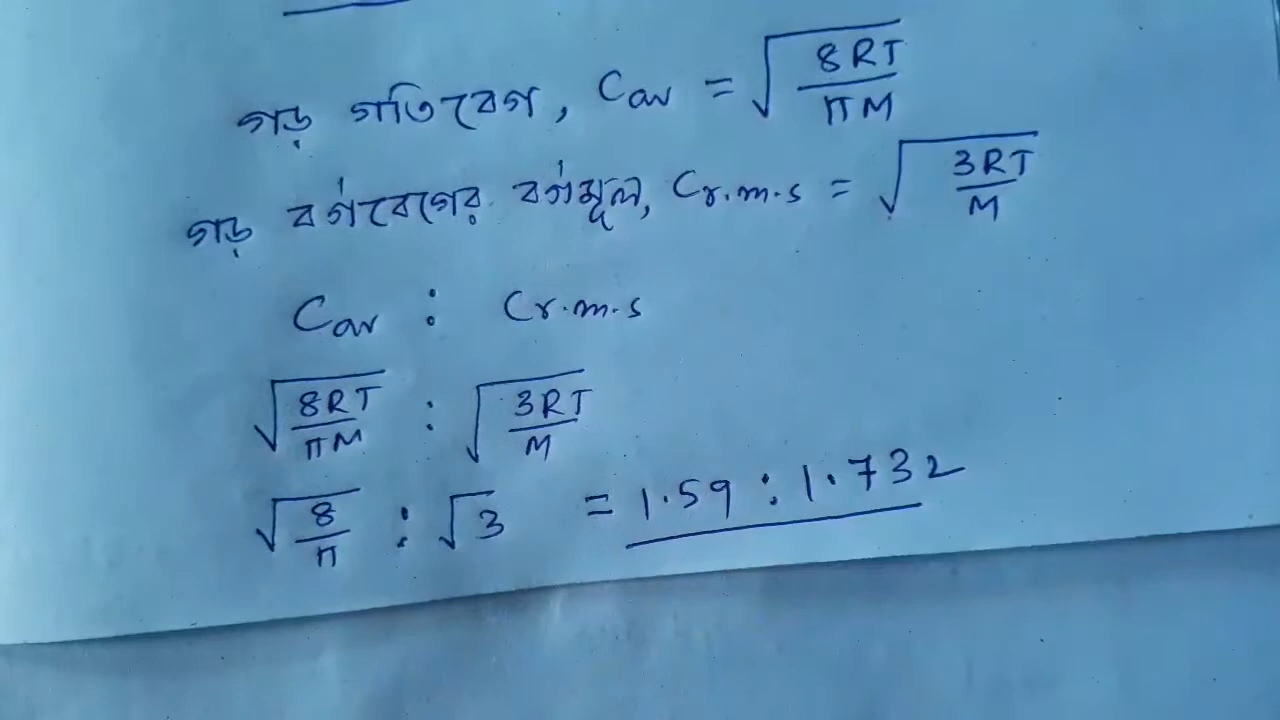 গড় গতিবেগ, Cav = √(8RT/πM)
গড় বর্গবেগের বর্গমূল, Cr.m.s = √(3RT/M)
Cav : Cr.m.s
√(8RT/πM) : √(3RT/M)
√(8/π) : √3 = 1.59 : 1.732